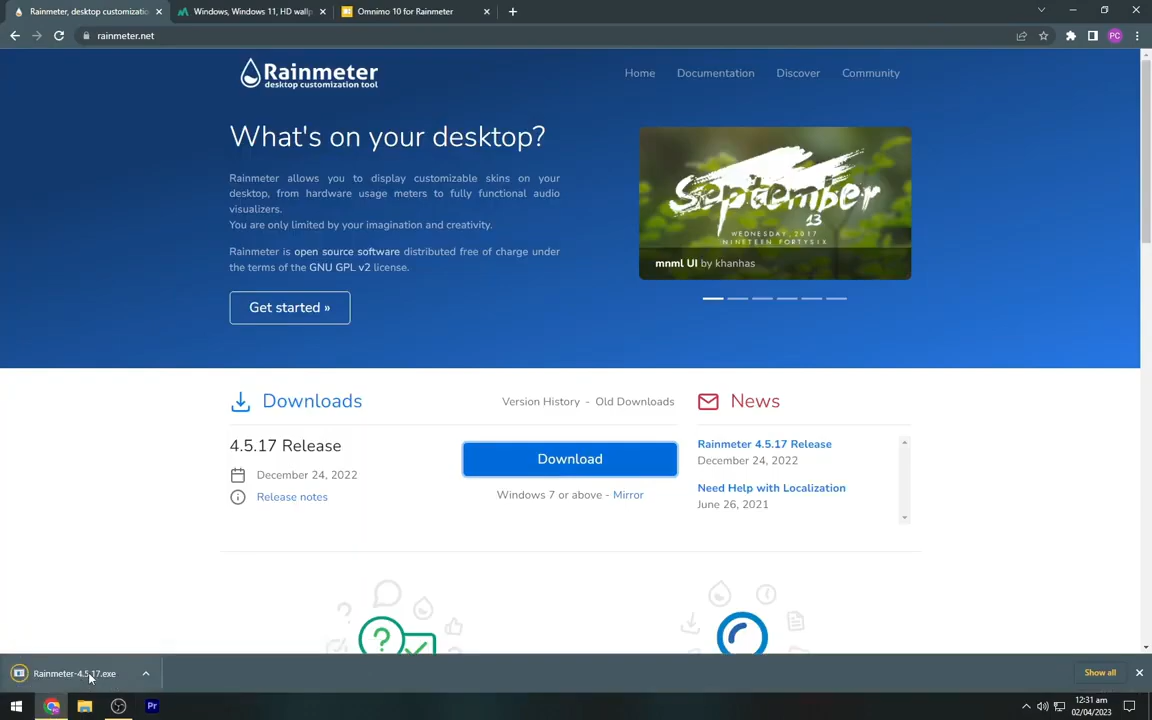 Rainmeter, desktop customizatio
Windows, Windows 11, HD wallp
Omnimo 10 for Rainmeter
rainmeter.net
PC
Rainmeter
desktop customization tool
Home
Documentation
Discover
Community
What's on your desktop?
Rainmeter allows you to display customizable skins on your
desktop, from hardware usage meters to fully functional audio
visualizers.
You are only limited by your imagination and creativity.
Rainmeter is open source software distributed free of charge under
the terms of the GNU GPL v2 license.
Get started »
September
13
WEDNESDAY, 2017
NINETEEN FORTYSIX
mnml UI by khanhas
Downloads
Version History - Old Downloads
4.5.17 Release
December 24, 2022
Release notes
Download
Windows 7 or above - Mirror
News
Rainmeter 4.5.17 Release
December 24, 2022
Need Help with Localization
June 26, 2021
Rainmeter-4.5.17.exe
Show all
Pr
12:31 am
02/04/2023